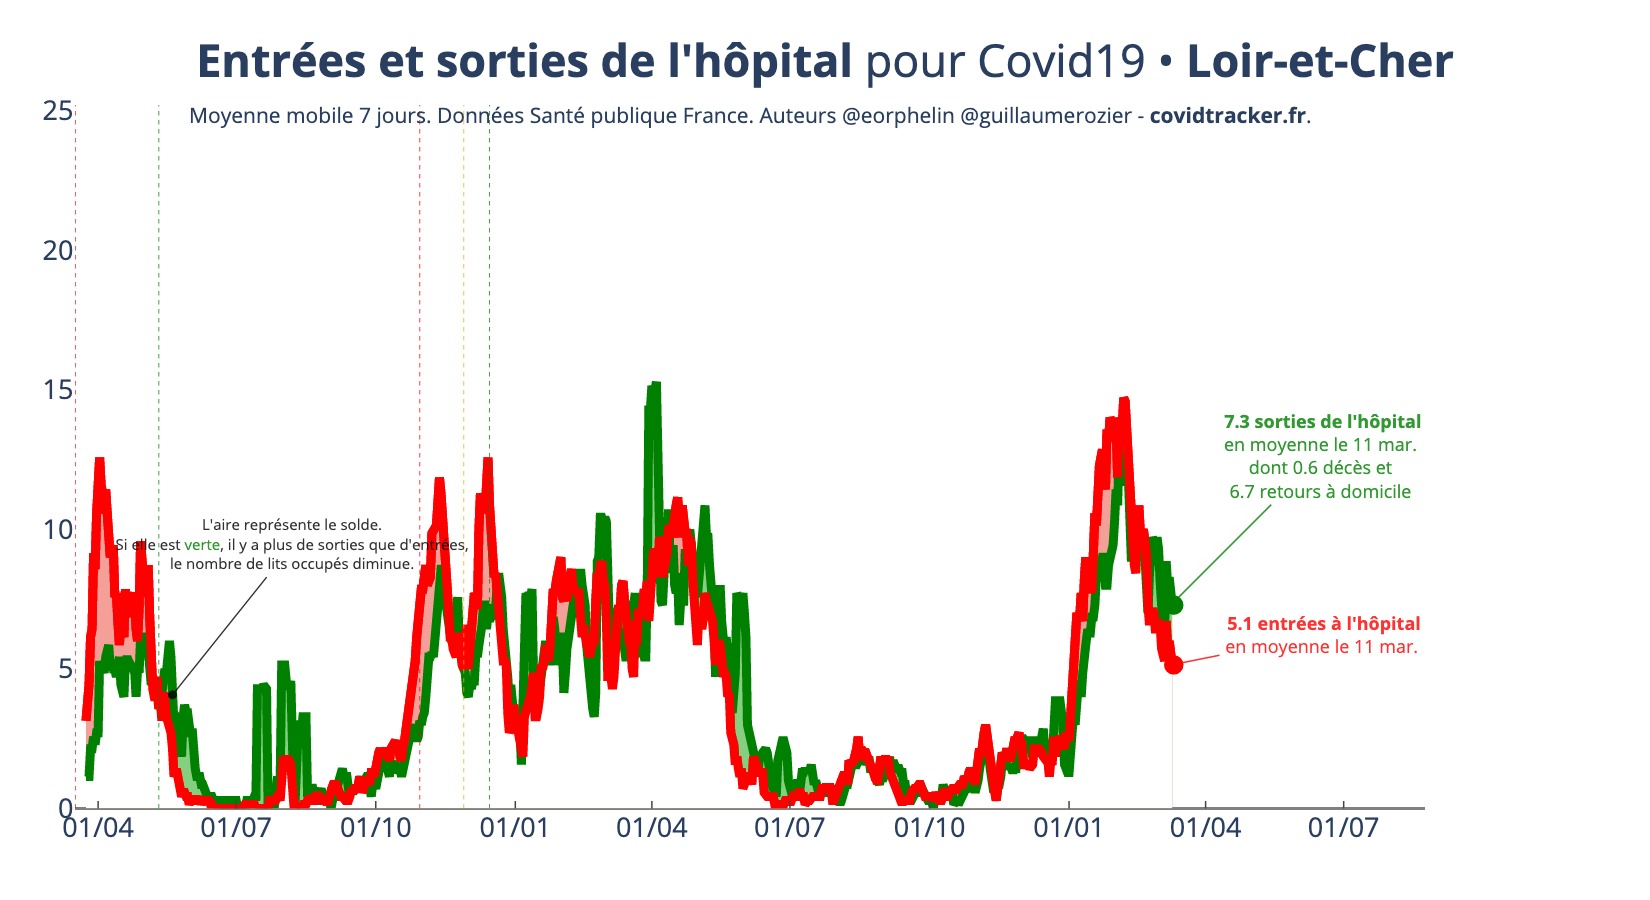 Entrées et sorties de l'hôpital pour Covid19 • Loir-et-Cher
Moyenne mobile 7 jours. Données Santé publique France. Auteurs @eorphelin @guillaumerozier - covidtracker.fr.
25
20
15
10
5
0
L'aire représente le solde.
Si elle est verte, il y a plus de sorties que d'entrées,
le nombre de lits occupés diminue.
7.3 sorties de l'hôpital
en moyenne le 11 mar.
dont 0.6 décès et
6.7 retours à domicile
5.1 entrées à l'hôpital
en moyenne le 11 mar.
01/04 01/07 01/10 01/01 01/04 01/07 01/10 01/01 01/04 01/07